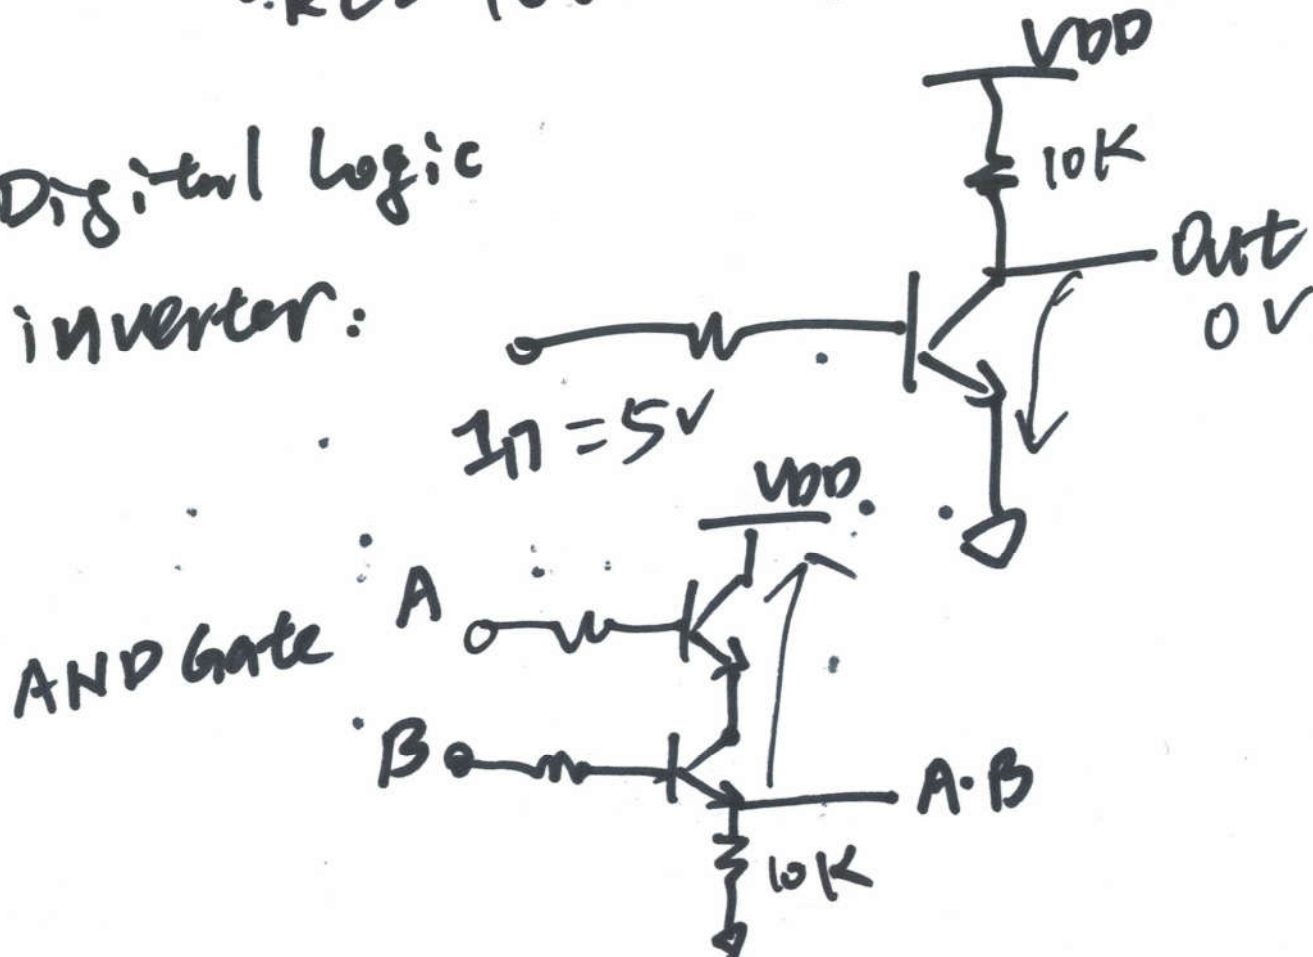 VDD
10K
Digital Logic
Out
0V
inverter:
In = 5V
VDD
A
AND Gate
B
A·B
10K